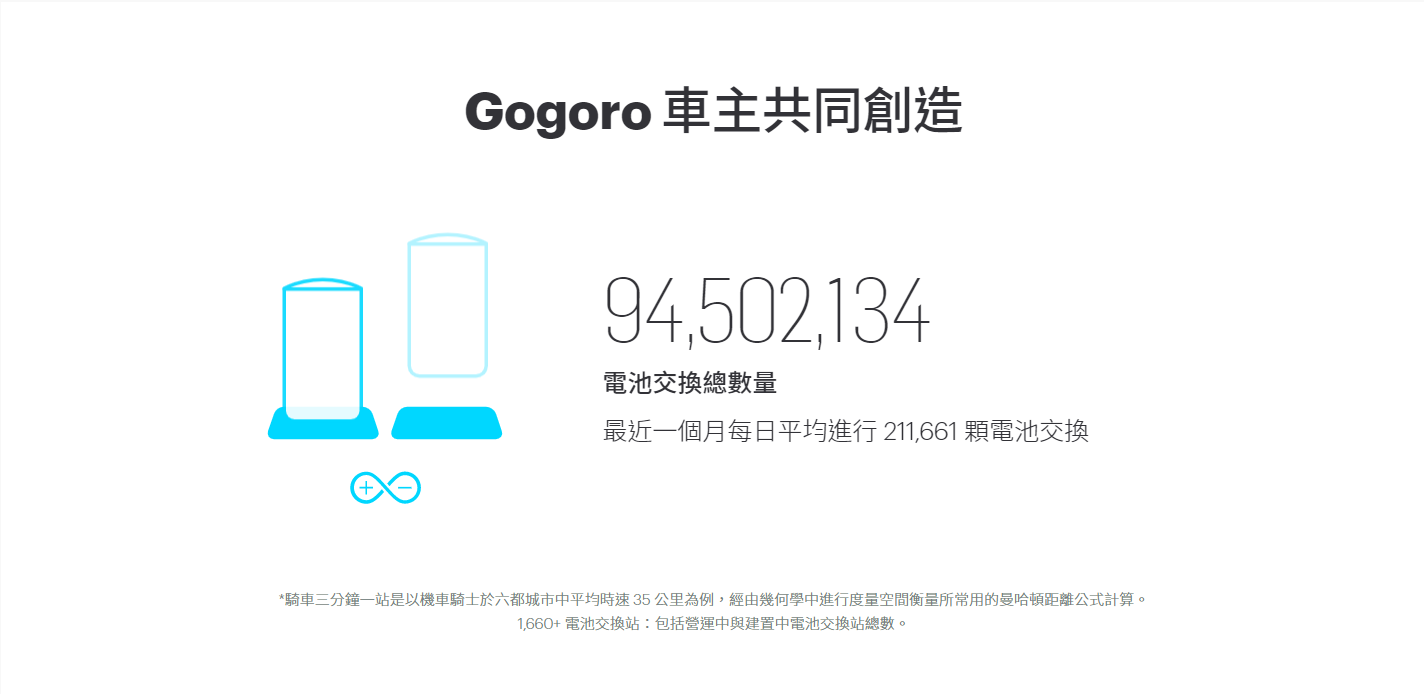 Gogoro 車主共同創造
94,502,134
電池交換總數量
最近一個月每日平均進行 211,661 顆電池交換
*騎車三分鐘一站是以機車騎士於六都城市中平均時速 35 公里為例，經由幾何學中進行度量空間衡量所常用的曼哈頓距離公式計算。
1,660+ 電池交換站：包括營運中與建置中電池交換站總數。